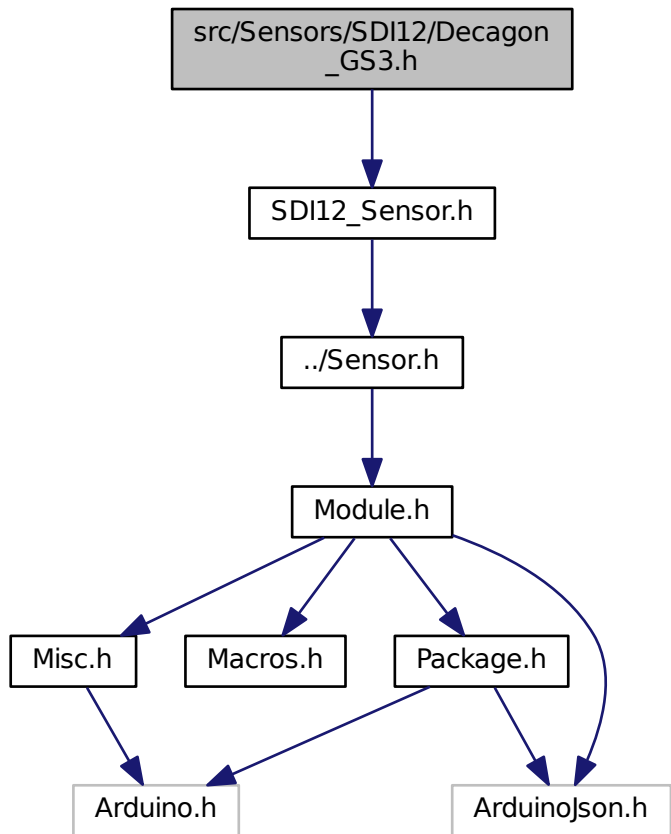 src/Sensors/SDI12/Decagon
_GS3.h
SDI12_Sensor.h
../Sensor.h
Module.h
Misc.h
Macros.h
Package.h
Arduino.h
ArduinoJson.h